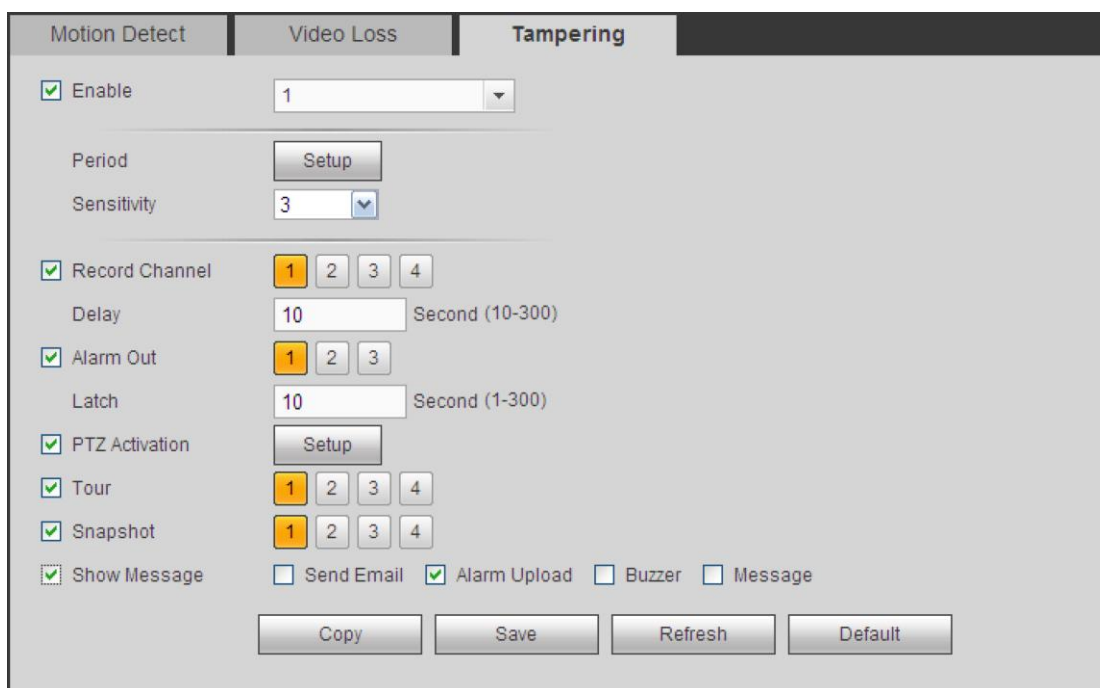 Motion Detect Video Loss Tampering
Enable 1
Period Setup
Sensitivity 3
Record Channel 1 2 3 4
Delay 10 Second (10-300)
Alarm Out 1 2 3
Latch 10 Second (1-300)
PTZ Activation Setup
Tour 1 2 3 4
Snapshot 1 2 3 4
Show Message Send Email Alarm Upload Buzzer Message
Copy Save Refresh Default